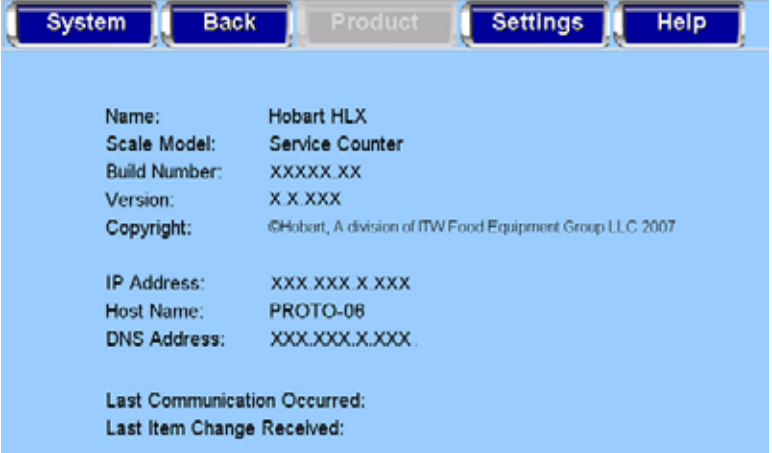 System Back Product Settings Help
Name: Hobart HLX
Scale Model: Service Counter
Build Number: XXXXX.XX
Version: X.X.XXX
Copyright: ©Hobart, A division of ITW Food Equipment Group LLC 2007
IP Address: XXX.XXX.X.XXX
Host Name: PROTO-06
DNS Address: XXX.XXX.X.XXX.
Last Communication Occurred:
Last Item Change Received: